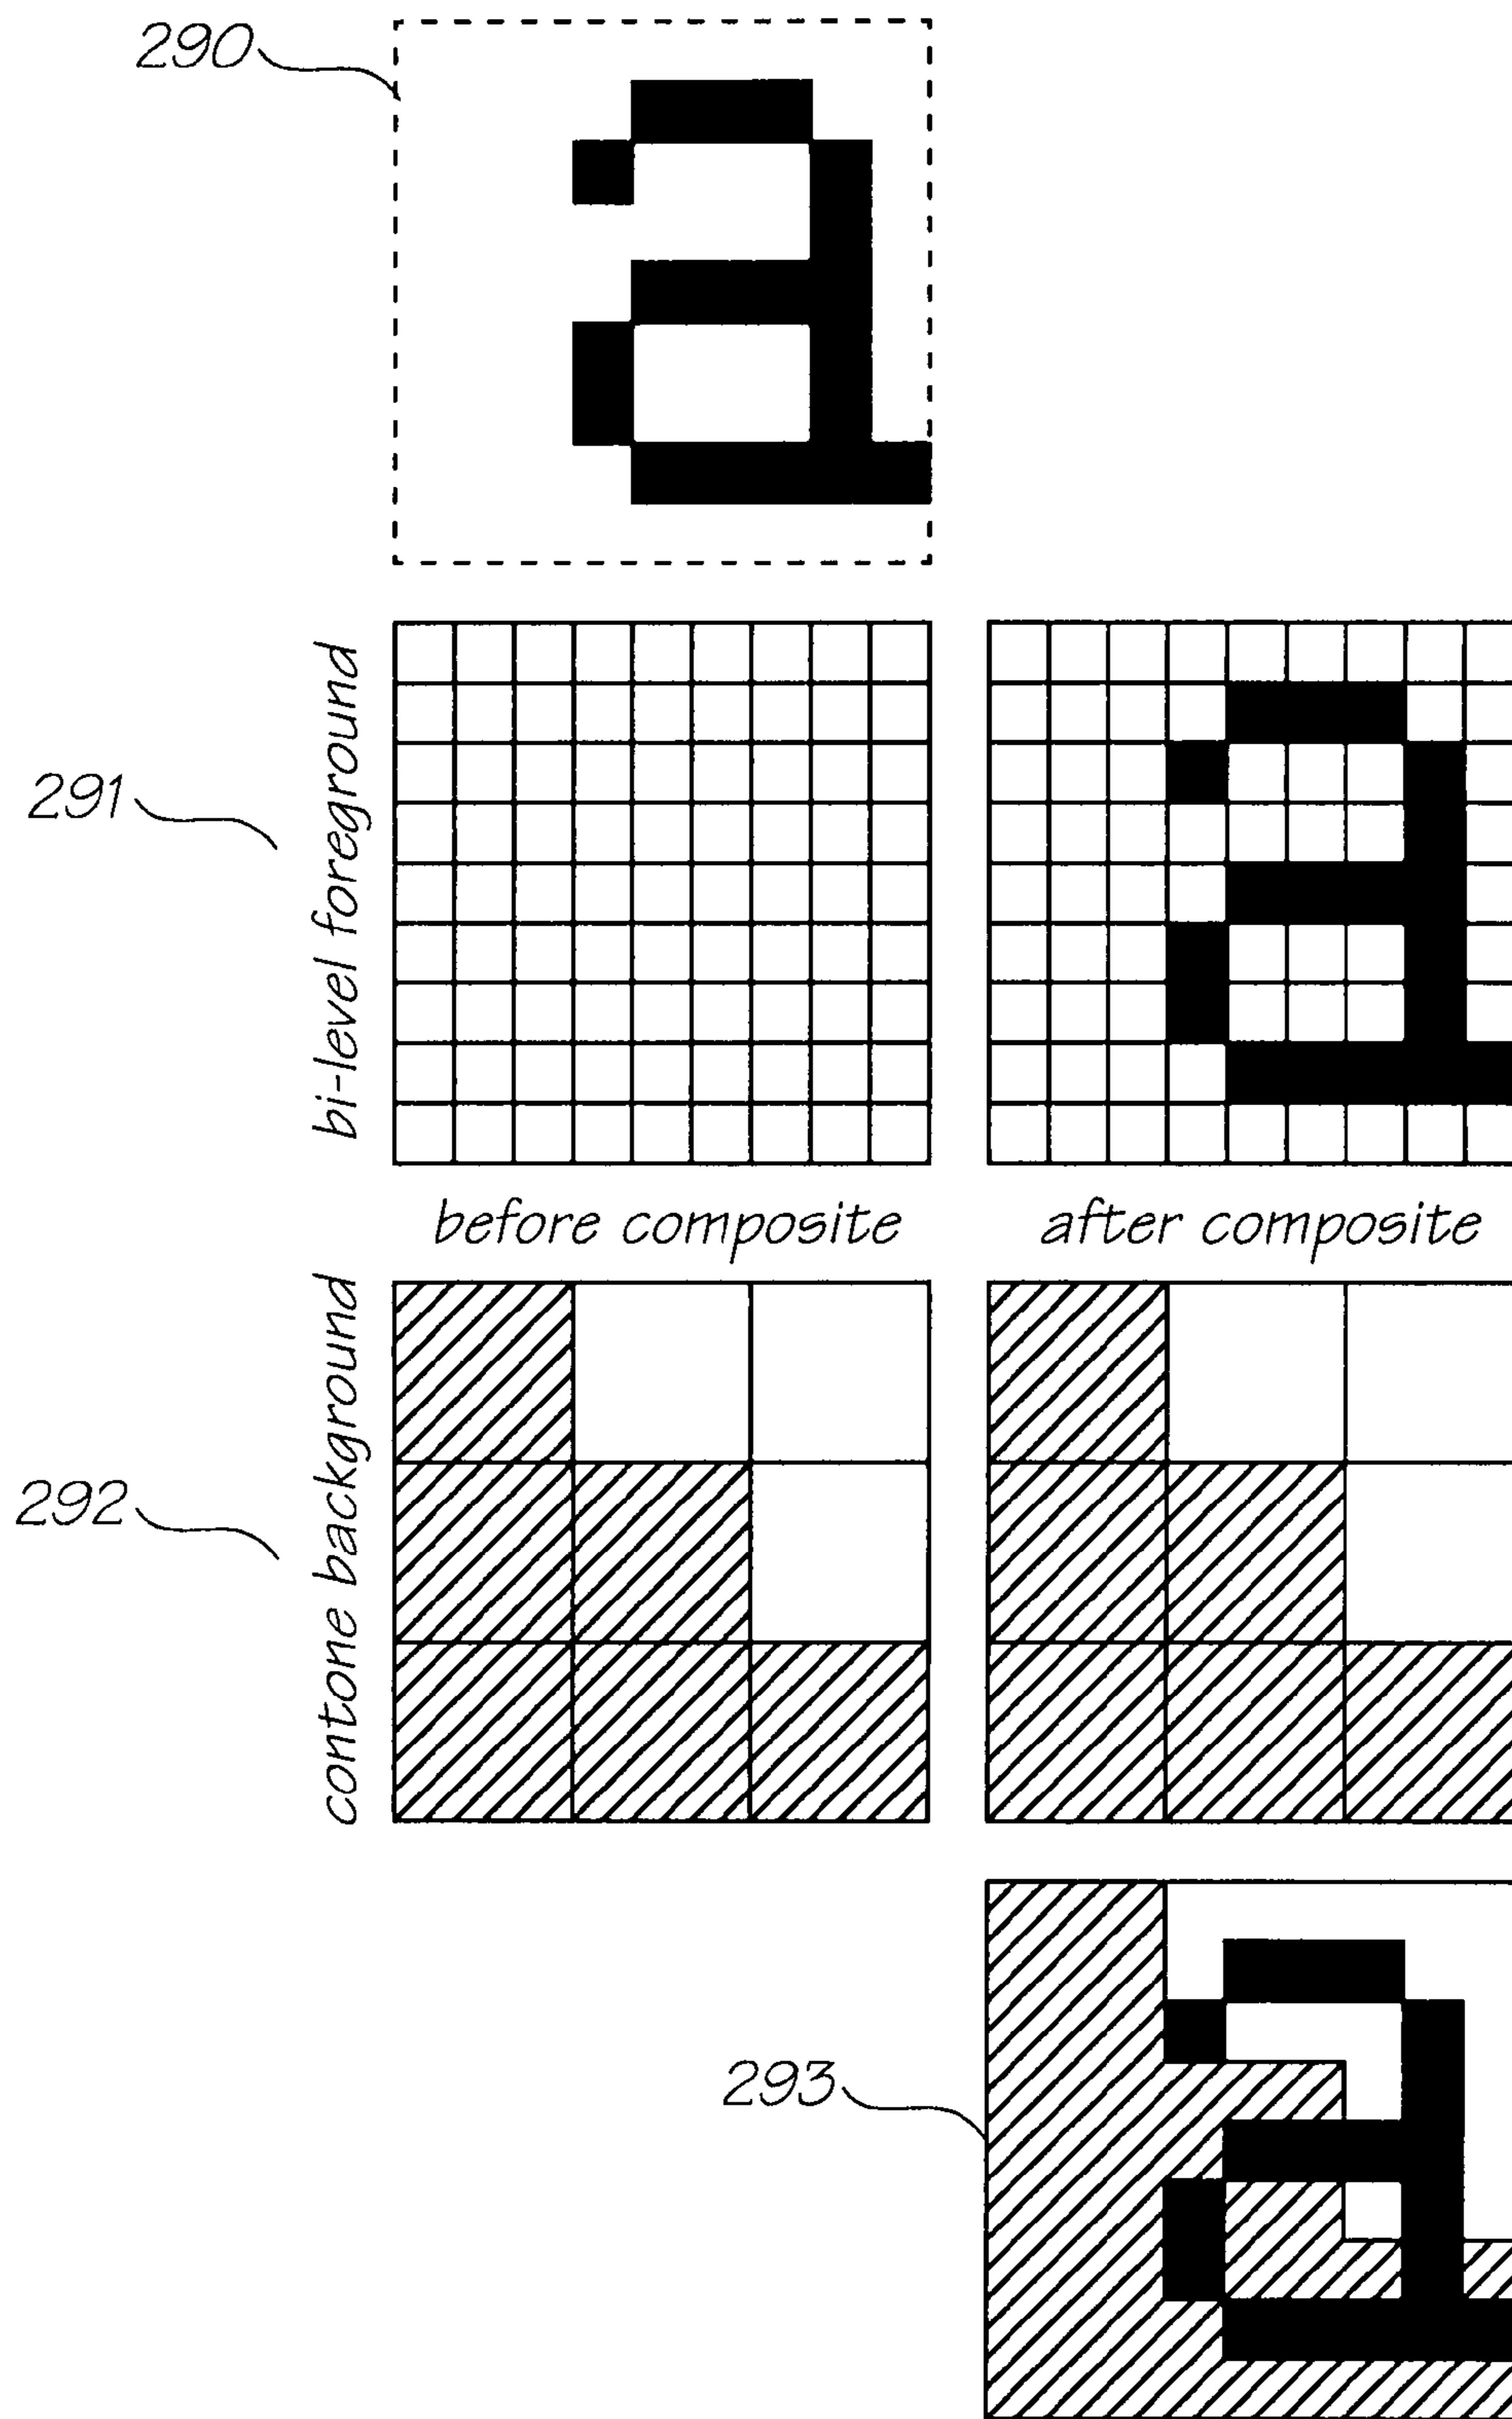 290
a
291
bi-level foreground
a
before composite
after composite
292
contone background
293
a